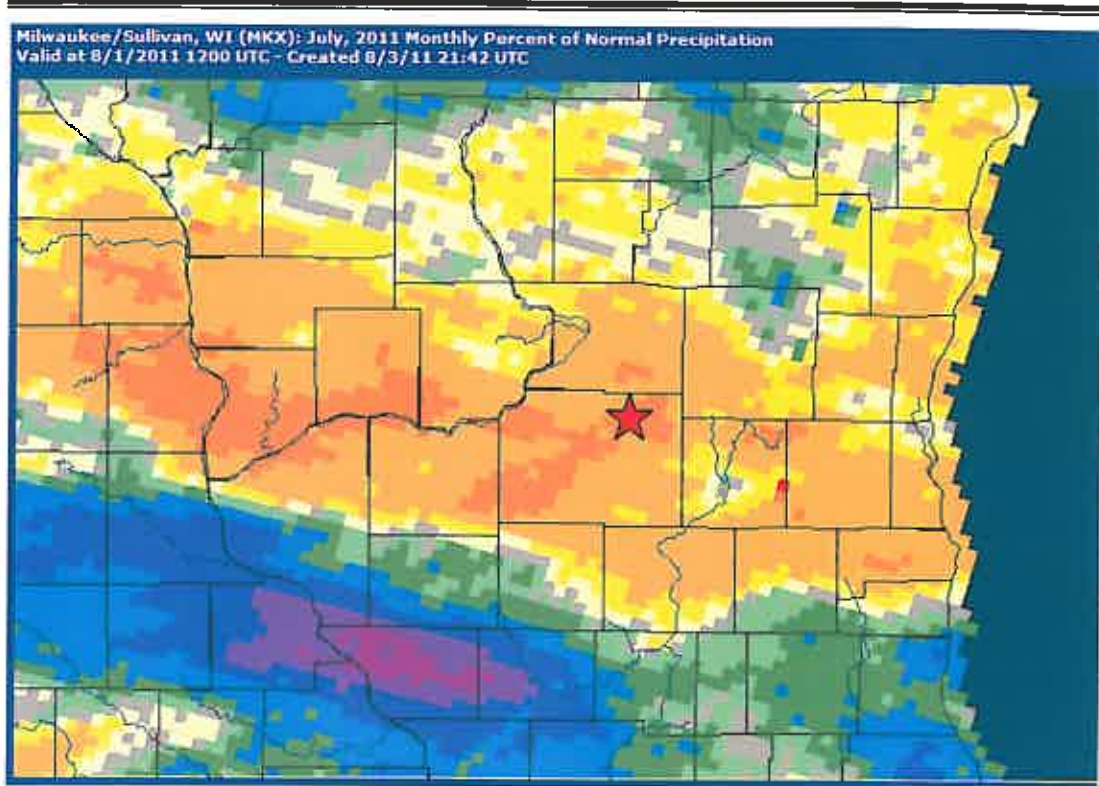 Milwaukee/Sullivan, WI (MKX): July, 2011 Monthly Percent of Normal Precipitation
Valid at 8/1/2011 1200 UTC - Created 8/3/11 21:42 UTC